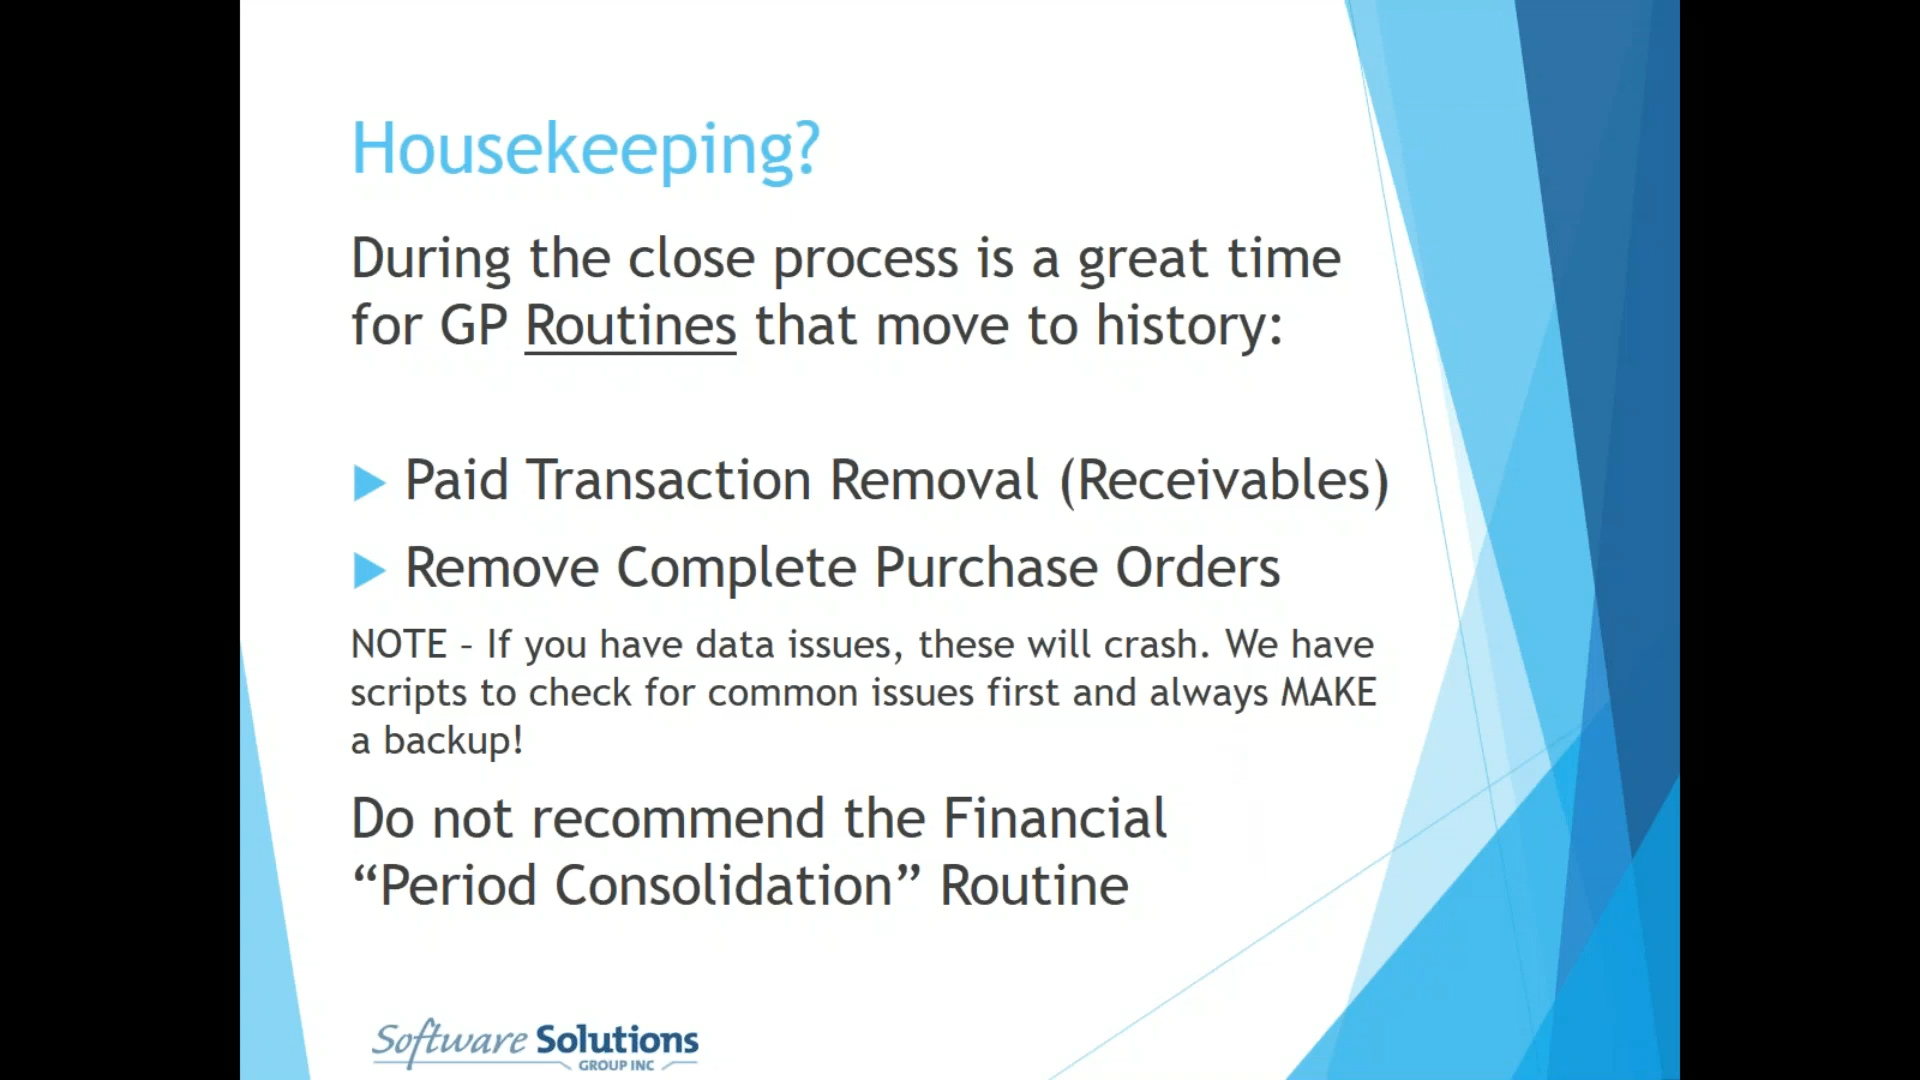 Housekeeping?
During the close process is a great time
for GP Routines that move to history:
Paid Transaction Removal (Receivables)
Remove Complete Purchase Orders
NOTE – If you have data issues, these will crash. We have
scripts to check for common issues first and always MAKE
a backup!
Do not recommend the Financial
“Period Consolidation” Routine
Software Solutions
GROUP INC